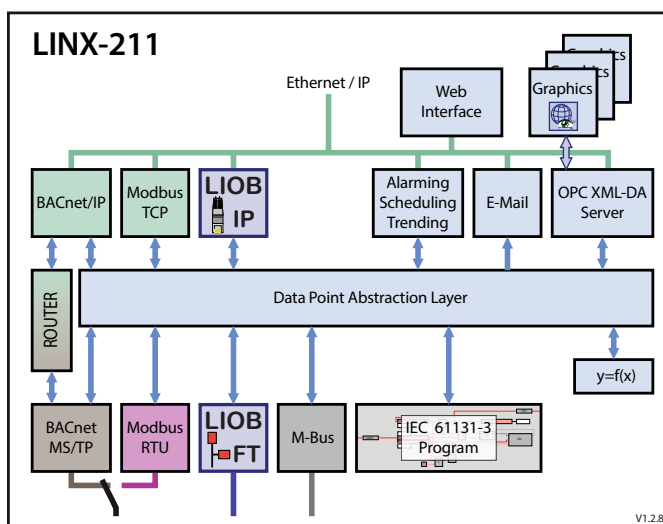 LINX-211
Ethernet / IP
Web
Interface
Graphics
Graphics
Graphics
BACnet/IP
Modbus
TCP
LIOB
IP
Alarming
Scheduling
Trending
E-Mail
OPC XML-DA
Server
ROUTER
Data Point Abstraction Layer
y=f(x)
BACnet
MS/TP
Modbus
RTU
LIOB
FT
M-Bus
IEC 61131-3
Program
V1.2.8